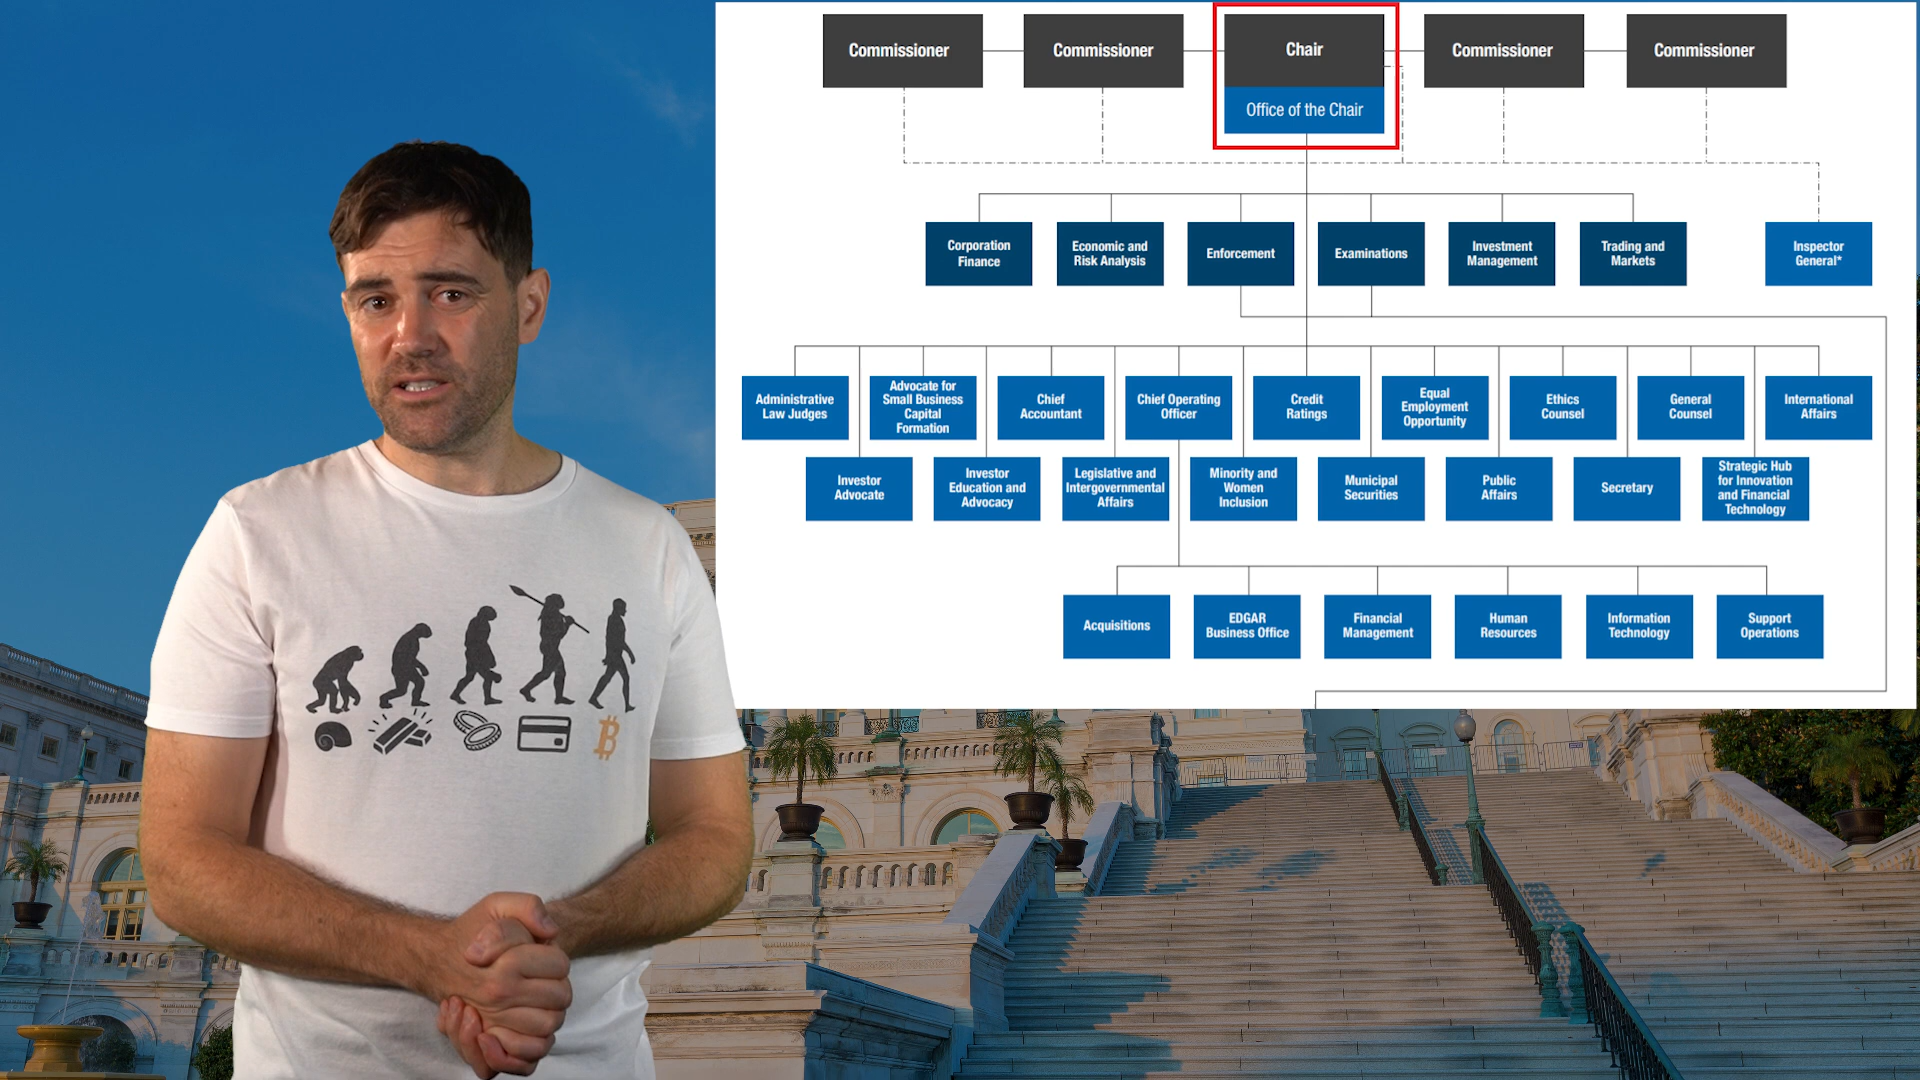 Commissioner
Commissioner
Chair
Commissioner
Commissioner
Office of the Chair
Corporation
Finance
Economic and
Risk Analysis
Enforcement
Examinations
Investment
Management
Trading and
Markets
Inspector
General*
Administrative
Law Judges
Advocate for
Small Business
Capital
Formation
Chief
Accountant
Chief Operating
Officer
Credit
Ratings
Equal
Employment
Opportunity
Ethics
Counsel
General
Counsel
International
Affairs
Investor
Advocate
Investor
Education and
Advocacy
Legislative and
Intergovernmental
Affairs
Minority and
Women
Inclusion
Municipal
Securities
Public
Affairs
Secretary
Strategic Hub
for Innovation
and Financial
Technology
Acquisitions
EDGAR
Business Office
Financial
Management
Human
Resources
Information
Technology
Support
Operations